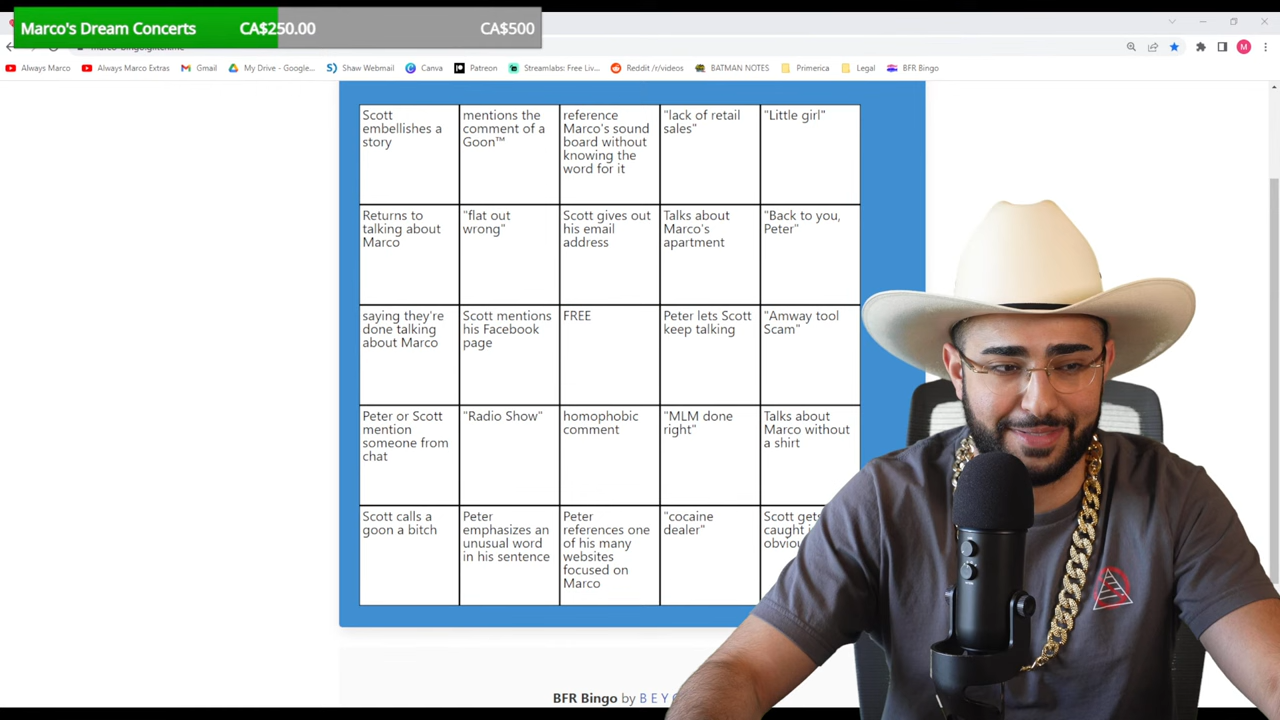 Marco's Dream Concerts CA$250.00 CA$500
Always Marco
Always Marco Extras
Gmail
My Drive - Google...
Shaw Webmail
Canva
Patreon
Streamlabs: Free Liv...
Reddit /r/videos
BATMAN NOTES
Primerica
Legal
BFR Bingo
M
Scott
embellishes a
story
mentions the
comment of a
Goon™
reference
Marco's sound
board without
knowing the
word for it
"lack of retail
sales"
"Little girl"
Returns to
talking about
Marco
"flat out
wrong"
Scott gives out
his email
address
Talks about
Marco's
apartment
"Back to you,
Peter"
saying they're
done talking
about Marco
Scott mentions
his Facebook
page
FREE
Peter lets Scott
keep talking
"Amway tool
Scam"
Peter or Scott
mention
someone from
chat
"Radio Show"
homophobic
comment
"MLM done
right"
Talks about
Marco without
a shirt
Scott calls a
goon a bitch
Peter
emphasizes an
unusual word
in his sentence
Peter
references one
of his many
websites
focused on
Marco
"cocaine
dealer"
Scott gets
caught
BFR Bingo by B E Y